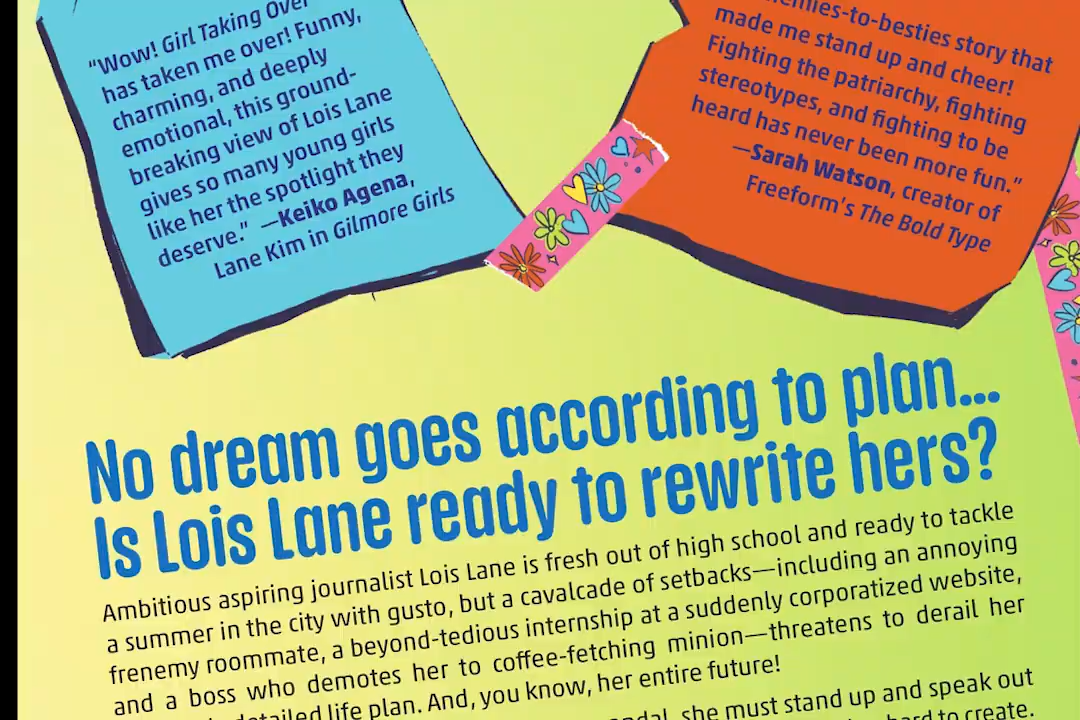 “Wow! Girl Taking Over
has taken me over! Funny,
charming, and deeply
emotional, this ground-
breaking view of Lois Lane
gives so many young girls
like her the spotlight they
deserve.” —Keiko Agena,
Lane Kim in Gilmore Girls
-to-besties story that
made me stand up and cheer!
Fighting the patriarchy, fighting
stereotypes, and fighting to be
heard has never been more fun.”
—Sarah Watson, creator of
Freeform’s The Bold Type
No dream goes according to plan...
Is Lois Lane ready to rewrite hers?
Ambitious aspiring journalist Lois Lane is fresh out of high school and ready to tackle
a summer in the city with gusto, but a cavalcade of setbacks—including an annoying
frenemy roommate, a beyond-tedious internship at a suddenly corporatized website,
and a boss who demotes her to coffee-fetching minion—threatens to derail her
detailed life plan. And, you know, her entire future!
she must stand up and speak out
hard to create.